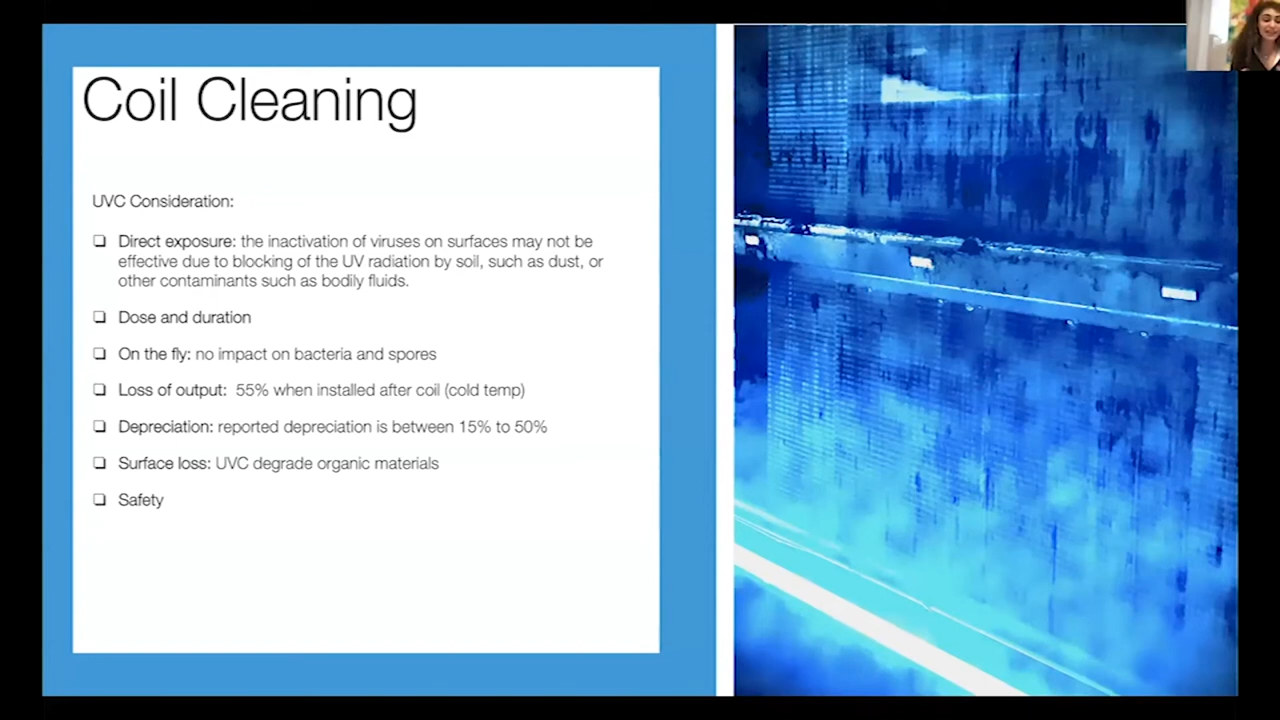 Coil Cleaning
UVC Consideration:
❑ Direct exposure: the inactivation of viruses on surfaces may not be
effective due to blocking of the UV radiation by soil, such as dust, or
other contaminants such as bodily fluids.
❑ Dose and duration
❑ On the fly: no impact on bacteria and spores
❑ Loss of output: 55% when installed after coil (cold temp)
❑ Depreciation: reported depreciation is between 15% to 50%
❑ Surface loss: UVC degrade organic materials
❑ Safety